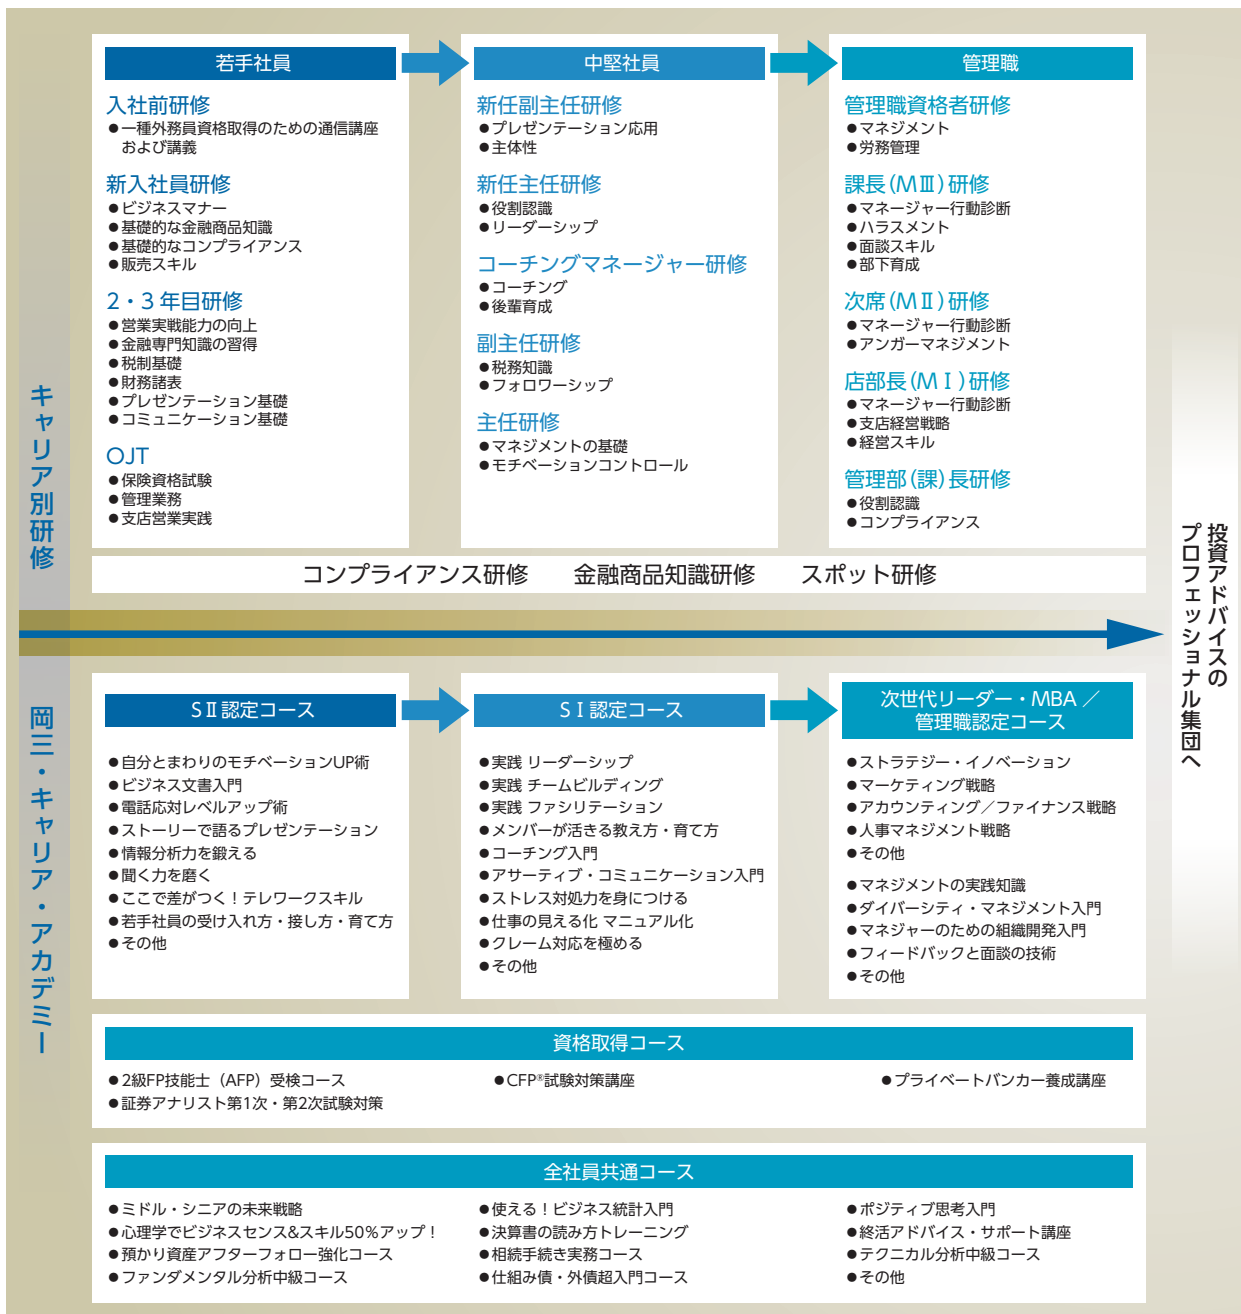 キャリア別研修
若手社員
入社前研修
●一種外務員資格取得のための通信講座
および講義
新入社員研修
●ビジネスマナー
●基礎的な金融商品知識
●基礎的なコンプライアンス
●販売スキル
2・3年目研修
●営業実戦能力の向上
●金融専門知識の習得
●税制基礎
●財務諸表
●プレゼンテーション基礎
●コミュニケーション基礎
OJT
●保険資格試験
●管理業務
●支店営業実践
中堅社員
新任副主任研修
●プレゼンテーション応用
●主体性
新任主任研修
●役割認識
●リーダーシップ
コーチングマネージャー研修
●コーチング
●後輩育成
副主任研修
●税務知識
●フォロワーシップ
主任研修
●マネジメントの基礎
●モチベーションコントロール
管理職
管理職資格者研修
●マネジメント
●労務管理
課長(MⅢ)研修
●マネージャー行動診断
●ハラスメント
●面談スキル
●部下育成
次席(MⅡ)研修
●マネージャー行動診断
●アンガーマネジメント
店部長(MⅠ)研修
●マネージャー行動診断
●支店経営戦略
●経営スキル
管理部(課)長研修
●役割認識
●コンプライアンス
コンプライアンス研修 金融商品知識研修 スポット研修
岡三・キャリア・アカデミー
SⅡ認定コース
●自分とまわりのモチベーションUP術
●ビジネス文書入門
●電話応対レベルアップ術
●ストーリーで語るプレゼンテーション
●情報分析力を鍛える
●聞く力を磨く
●ここで差がつく！テレワークスキル
●若手社員の受け入れ方・接し方・育て方
●その他
SⅠ認定コース
●実践 リーダーシップ
●実践 チームビルディング
●実践 ファシリテーション
●メンバーが活きる教え方・育て方
●コーチング入門
●アサーティブ・コミュニケーション入門
●ストレス対処力を身につける
●仕事の見える化 マニュアル化
●クレーム対応を極める
●その他
次世代リーダー・MBA／
管理職認定コース
●ストラテジー・イノベーション
●マーケティング戦略
●アカウンティング／ファイナンス戦略
●人事マネジメント戦略
●その他
●マネジメントの実践知識
●ダイバーシティ・マネジメント入門
●マネジャーのための組織開発入門
●フィードバックと面談の技術
●その他
資格取得コース
●2級FP技能士（AFP）受検コース
●証券アナリスト第1次・第2次試験対策
●CFP®試験対策講座
●プライベートバンカー養成講座
全社員共通コース
●ミドル・シニアの未来戦略
●心理学でビジネスセンス&スキル50%アップ！
●預かり資産アフターフォロー強化コース
●ファンダメンタル分析中級コース
●使える！ビジネス統計入門
●決算書の読み方トレーニング
●相続手続き実務コース
●仕組み債・外債超入門コース
●ポジティブ思考入門
●終活アドバイス・サポート講座
●テクニカル分析中級コース
●その他
投資アドバイスの
プロフェッショナル集団へ